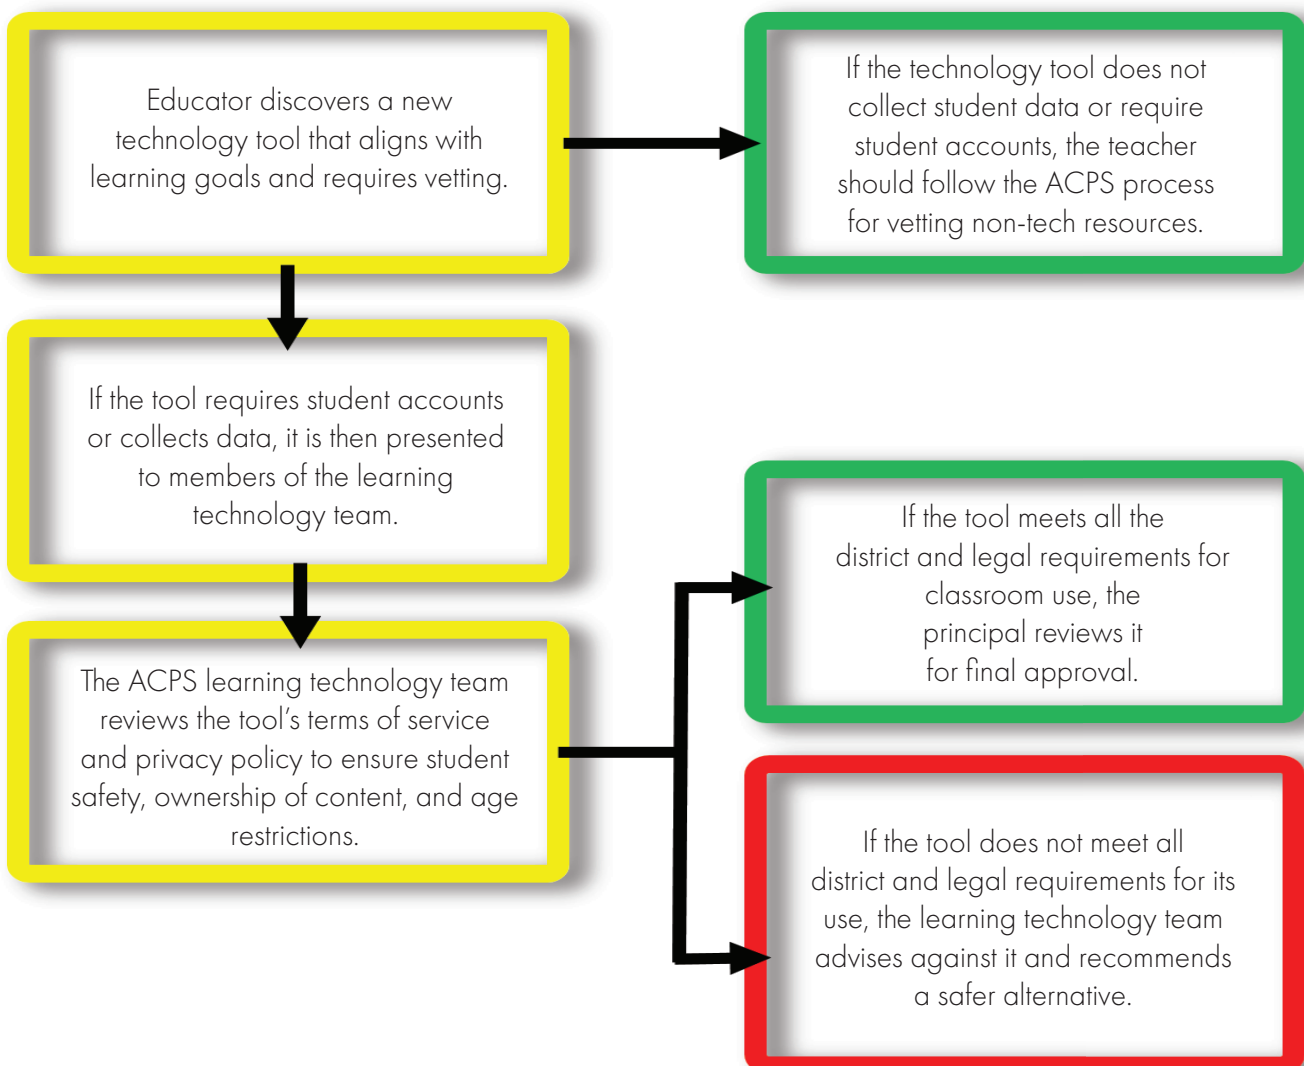 Educator discovers a new
technology tool that aligns with
learning goals and requires vetting.
If the technology tool does not
collect student data or require
student accounts, the teacher
should follow the ACPS process
for vetting non-tech resources.
If the tool requires student accounts
or collects data, it is then presented
to members of the learning
technology team.
The ACPS learning technology team
reviews the tool’s terms of service
and privacy policy to ensure student
safety, ownership of content, and age
restrictions.
If the tool meets all the
district and legal requirements for
classroom use, the
principal reviews it
for final approval.
If the tool does not meet all
district and legal requirements for its
use, the learning technology team
advises against it and recommends
a safer alternative.